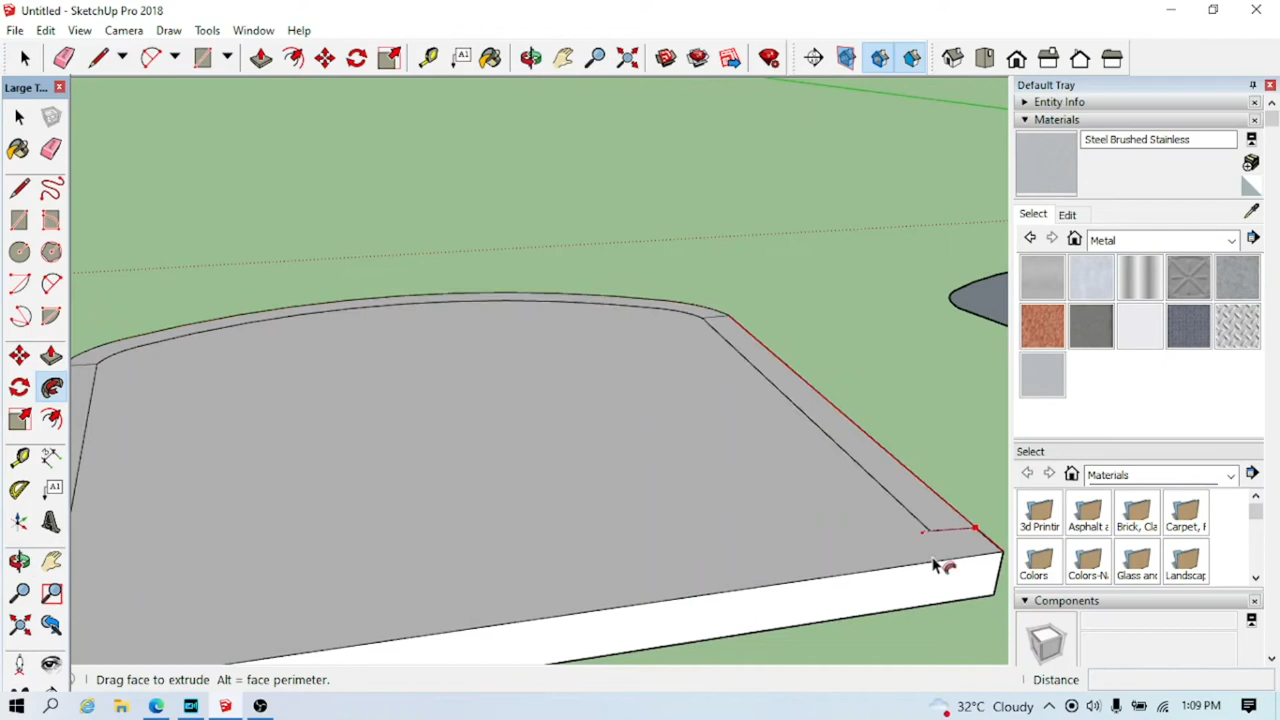 Untitled - SketchUp Pro 2018
File Edit View Camera Draw Tools Window Help
A1
Large T...
A1
Default Tray
Entity Info
Materials
Steel Brushed Stainless
Select Edit
Metal
Select
Materials
3d Printir Asphalt a Brick, Cla Carpet, F
Colors Colors-N Glass and Landscap
Components
Drag face to extrude Alt = face perimeter.
Distance
32°C Cloudy 1:09 PM